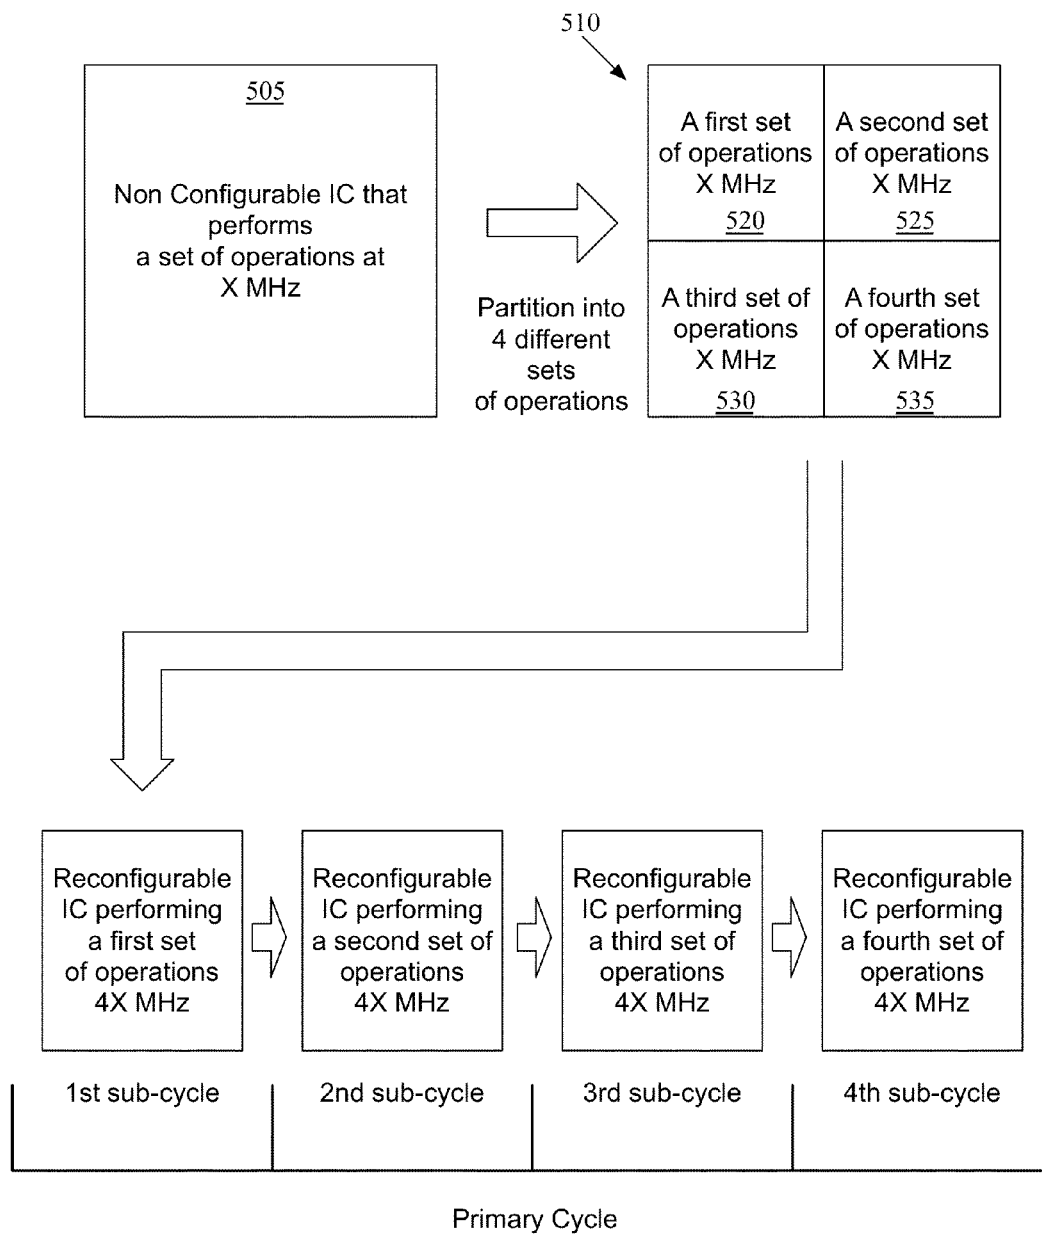 510
505
Non Configurable IC that
performs
a set of operations at
X MHz
Partition into
4 different
sets
of operations
A first set
of operations
X MHz
520
A second set
of operations
X MHz
525
A third set of
operations
X MHz
530
A fourth set
of operations
X MHz
535
Reconfigurable
IC performing
a first set
of operations
4X MHz
Reconfigurable
IC performing
a second set of
operations
4X MHz
Reconfigurable
IC performing
a third set of
operations
4X MHz
Reconfigurable
IC performing
a fourth set of
operations
4X MHz
1st sub-cycle
2nd sub-cycle
3rd sub-cycle
4th sub-cycle
Primary Cycle